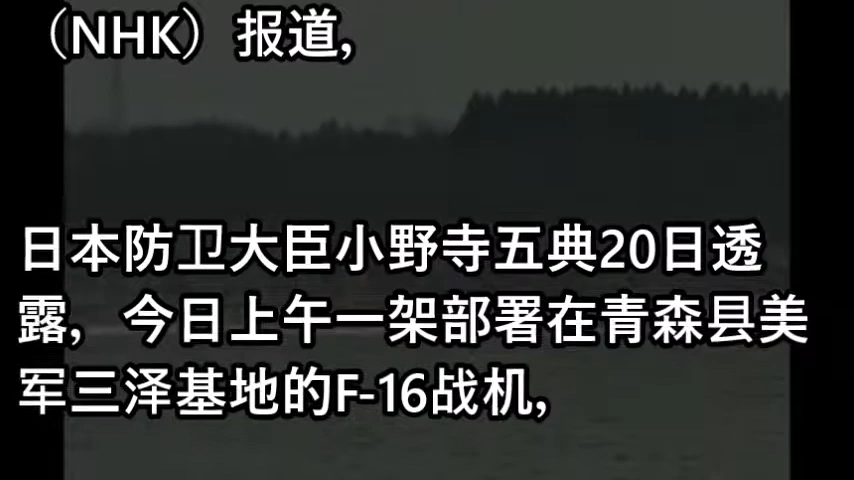 （NHK）报道,
日本防卫大臣小野寺五典20日透
露, 今日上午一架部署在青森县美
军三泽基地的F-16战机,